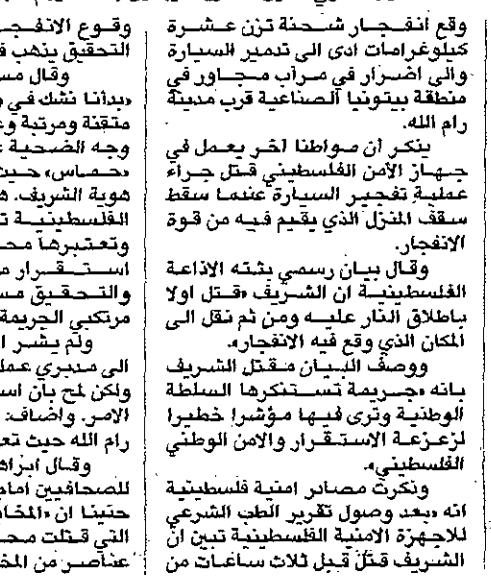 وقع انفجار شحنة تزن عشرة
كيلوغرامات ادى الى تدمير السيارة
والى اضرار في مرآب مجاور في
منطقة بيتونيا الصناعية قرب مدينة
رام الله.
يذكر أن مواطنا آخر يعمل في
جهاز الأمن الفلسطيني قتل جراء
عملية تفجير السيارة عندما سقط
سقف المنزل الذي يقيم فيه من قوة
الانفجار.
وقال بيان رسمي بثته الاذاعة
الفلسطينية ان الشريف «قتل اولا
باطلاق النار عليه ومن ثم نقل الى
المكان الذي وقع فيه الانفجار».
ووصف البيان مقتل الشريف
بانه «جريمة تستنكرها السلطة
الوطنية وترى فيها مؤشرا خطيرا
لزعزعة الاستقرار والامن الوطني
الفلسطيني».
وذكرت مصادر امنية فلسطينية
انه «بعد وصول تقرير الطب الشرعي
للاجهزة الامنية الفلسطينية تبين ان
الشريف قتل قبل ثلاث ساعات من
وقوع
التحقيق يذهب
وقال
«بدأنا نشك في
متقنة ومرتبة
وجه الضحية
«حماس» حيث
هوية الشريف.
الفلسطينية
وتعتبرها
استقرار
والتحقيق
مرتكبي الجريمة
ولم يشر
الى مدبري
ولكن لمح بان
الامر. واضاف:
رام الله حيث
وقال
للصحافيين امام
حتينا ان
التي قتلت
عناصر من